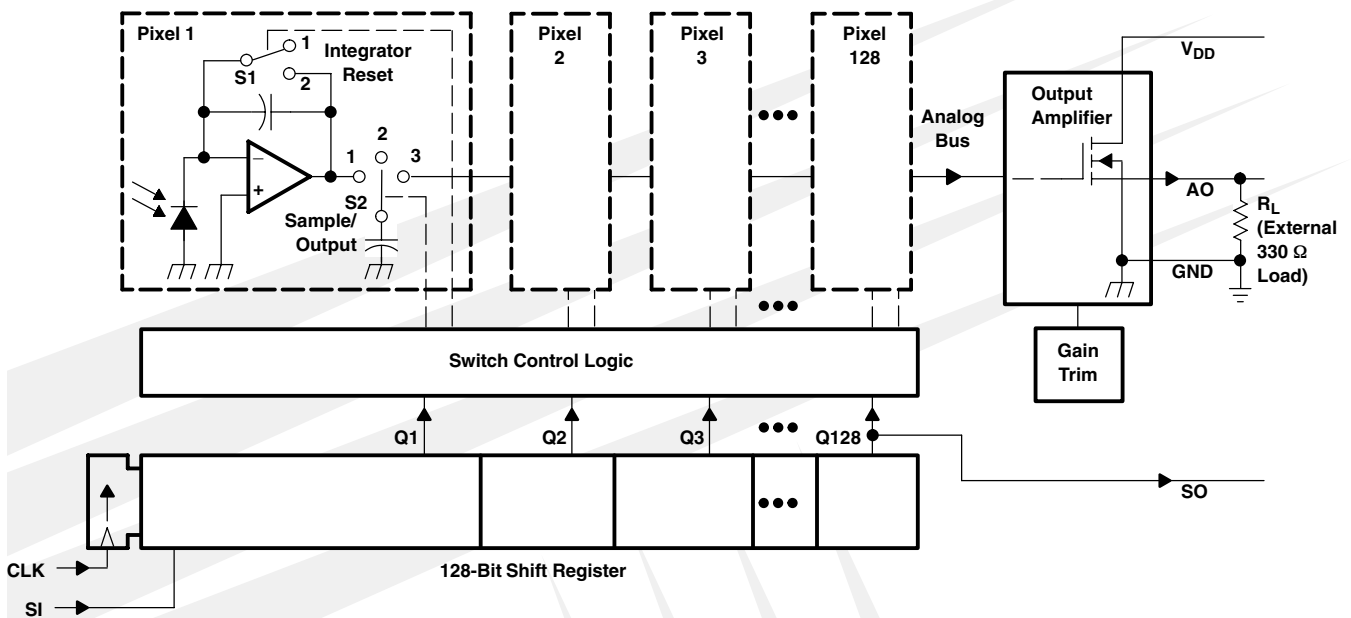 Pixel 1
1
Integrator
Reset
S1
2
2
1
3
−
+
S2
Sample/
Output
Pixel
2
Pixel
3
Pixel
128
Analog
Bus
Output
Amplifier
VDD
AO
RL
(External
330 Ω
Load)
GND
Gain
Trim
Switch Control Logic
Q1
Q2
Q3
Q128
SO
CLK
SI
128-Bit Shift Register